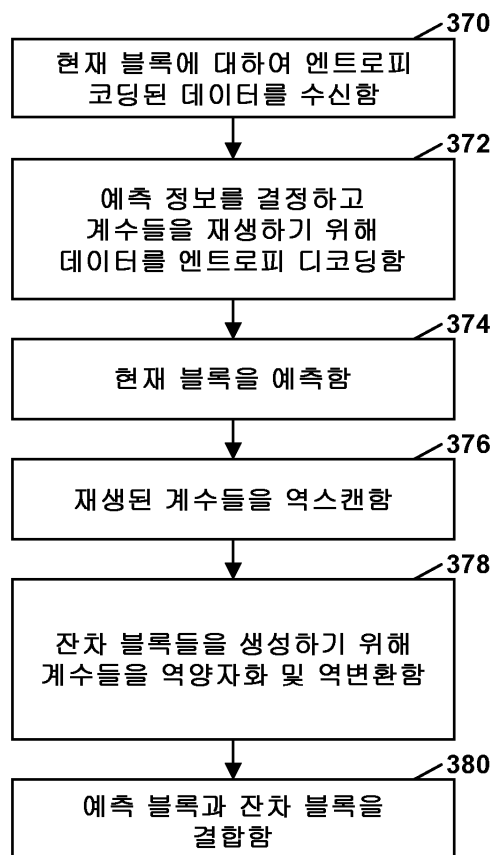 370
현재 블록에 대하여 엔트로피
코딩된 데이터를 수신함
372
예측 정보를 결정하고
계수들을 재생하기 위해
데이터를 엔트로피 디코딩함
374
현재 블록을 예측함
376
재생된 계수들을 역스캔함
378
잔차 블록들을 생성하기 위해
계수들을 역양자화 및 역변환함
380
예측 블록과 잔차 블록을
결합함